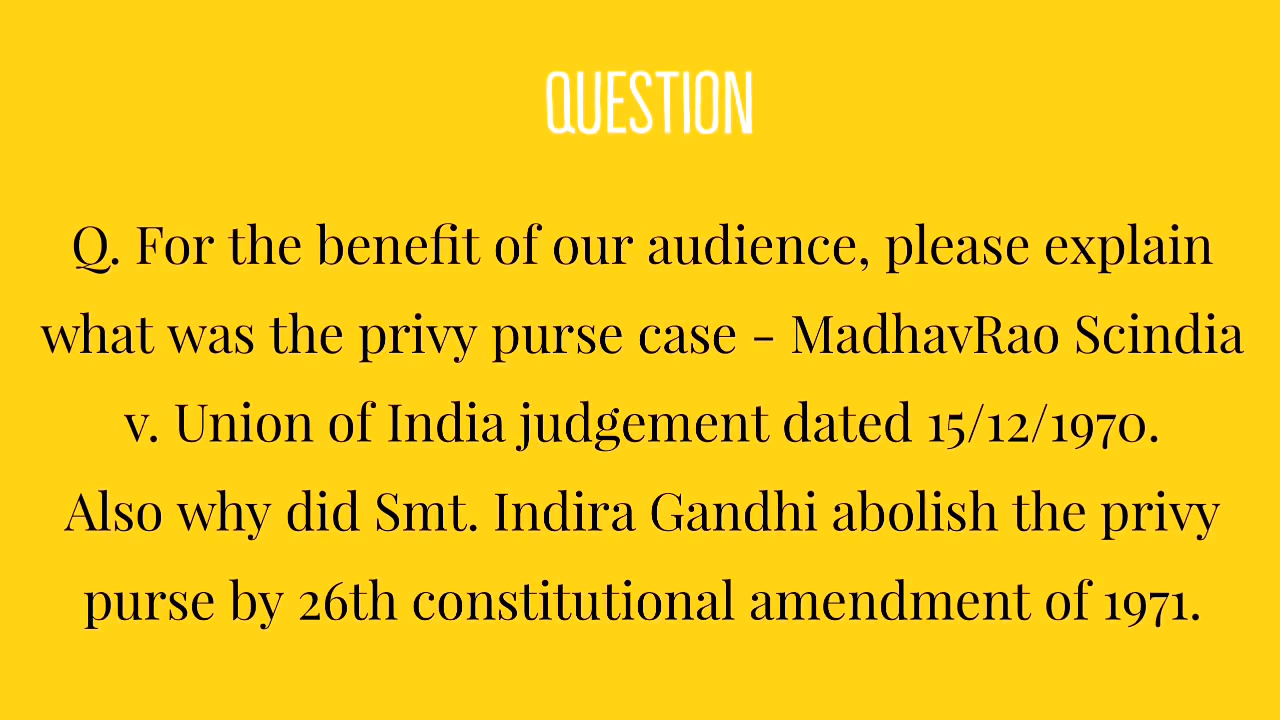 QUESTION
Q. For the benefit of our audience, please explain
what was the privy purse case - MadhavRao Scindia
v. Union of India judgement dated 15/12/1970.
Also why did Smt. Indira Gandhi abolish the privy
purse by 26th constitutional amendment of 1971.